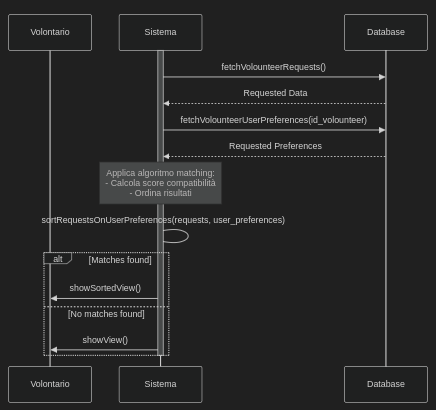 Volontario
Sistema
Database
fetchVolounteerRequests()
Requested Data
fetchVolunteerUserPreferences(id_volounteer)
Requested Preferences
Applica algoritmo matching:
- Calcola score compatibilità
- Ordina risultati
sortRequestsOnUserPreferences(requests, user_preferences)
alt
[Matches found]
showSortedView()
[No matches found]
showView()
Volontario
Sistema
Database